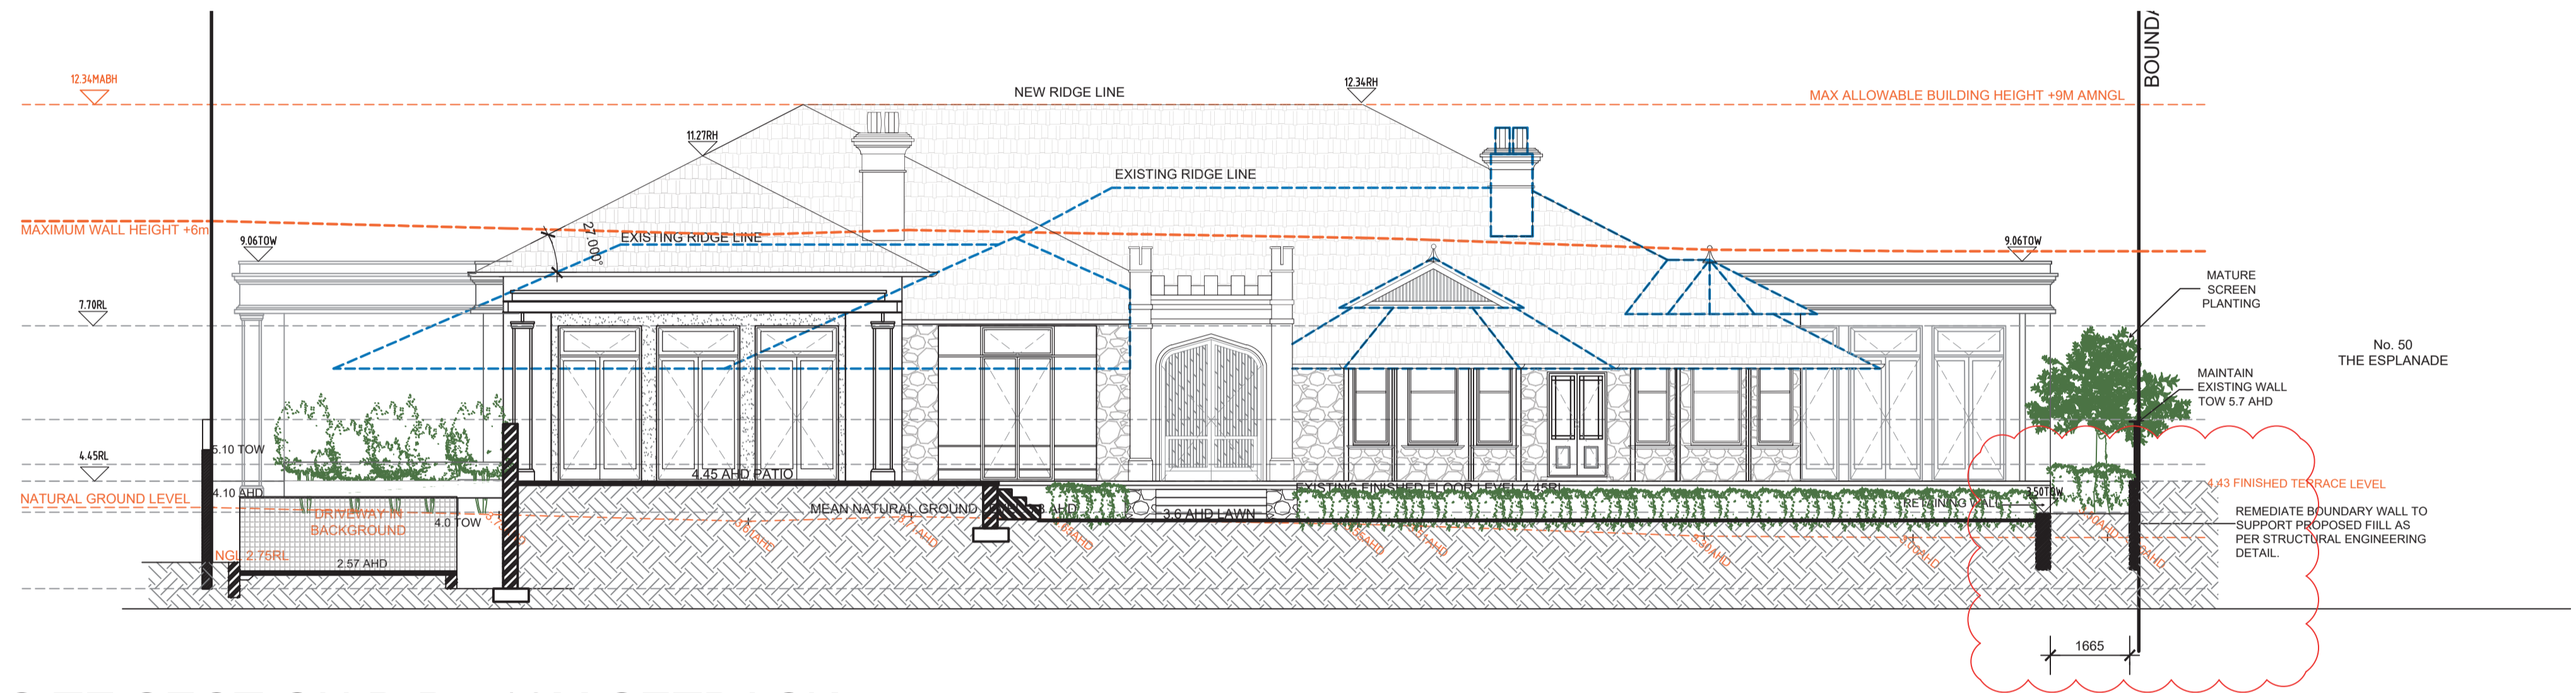 BOUNDA
12.34MABH
12.34RH
NEW RIDGE LINE
MAX ALLOWABLE BUILDING HEIGHT +9M AMNGL
11.27RH
EXISTING RIDGE LINE
MAXIMUM WALL HEIGHT +6m
9.06TOW
27.00°
EXISTING RIDGE LINE
9.06TOW
MATURE
SCREEN
PLANTING
7.70RL
No. 50
THE ESPLANADE
MAINTAIN
EXISTING WALL
TOW 5.7 AHD
5.10 TOW
4.45RL
4.45 AHD PATIO
EXISTING FINISHED FLOOR LEVEL 4.45RL
4.43 FINISHED TERRACE LEVEL
4.10 AHD
NATURAL GROUND LEVEL
3.50TOW
RETAINING WALL
MEAN NATURAL GROUND
AHD
3.6 AHD LAWN
DRIVEWAY IN
BACKGROUND
4.0 TOW
REMEDIATE BOUNDARY WALL TO
SUPPORT PROPOSED FIILL AS
PER STRUCTURAL ENGINEERING
DETAIL.
NGL 2.75RL
2.57 AHD
1665